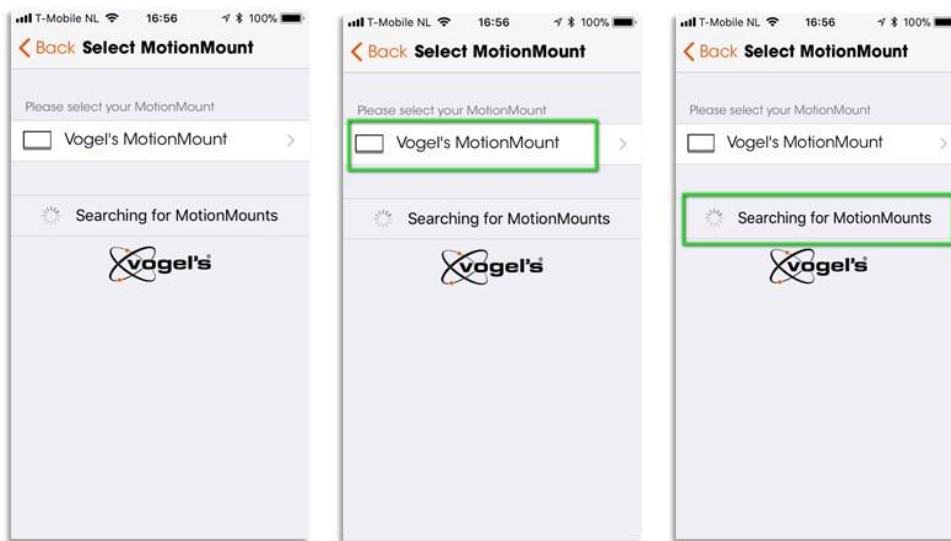 T-Mobile NL 16:56 100%
Back Select MotionMount
Please select your MotionMount
Vogel's MotionMount
Searching for MotionMounts
vogel's
T-Mobile NL 16:56 100%
Back Select MotionMount
Please select your MotionMount
Vogel's MotionMount
Searching for MotionMounts
vogel's
T-Mobile NL 16:56 100%
Back Select MotionMount
Please select your MotionMount
Vogel's MotionMount
Searching for MotionMounts
vogel's